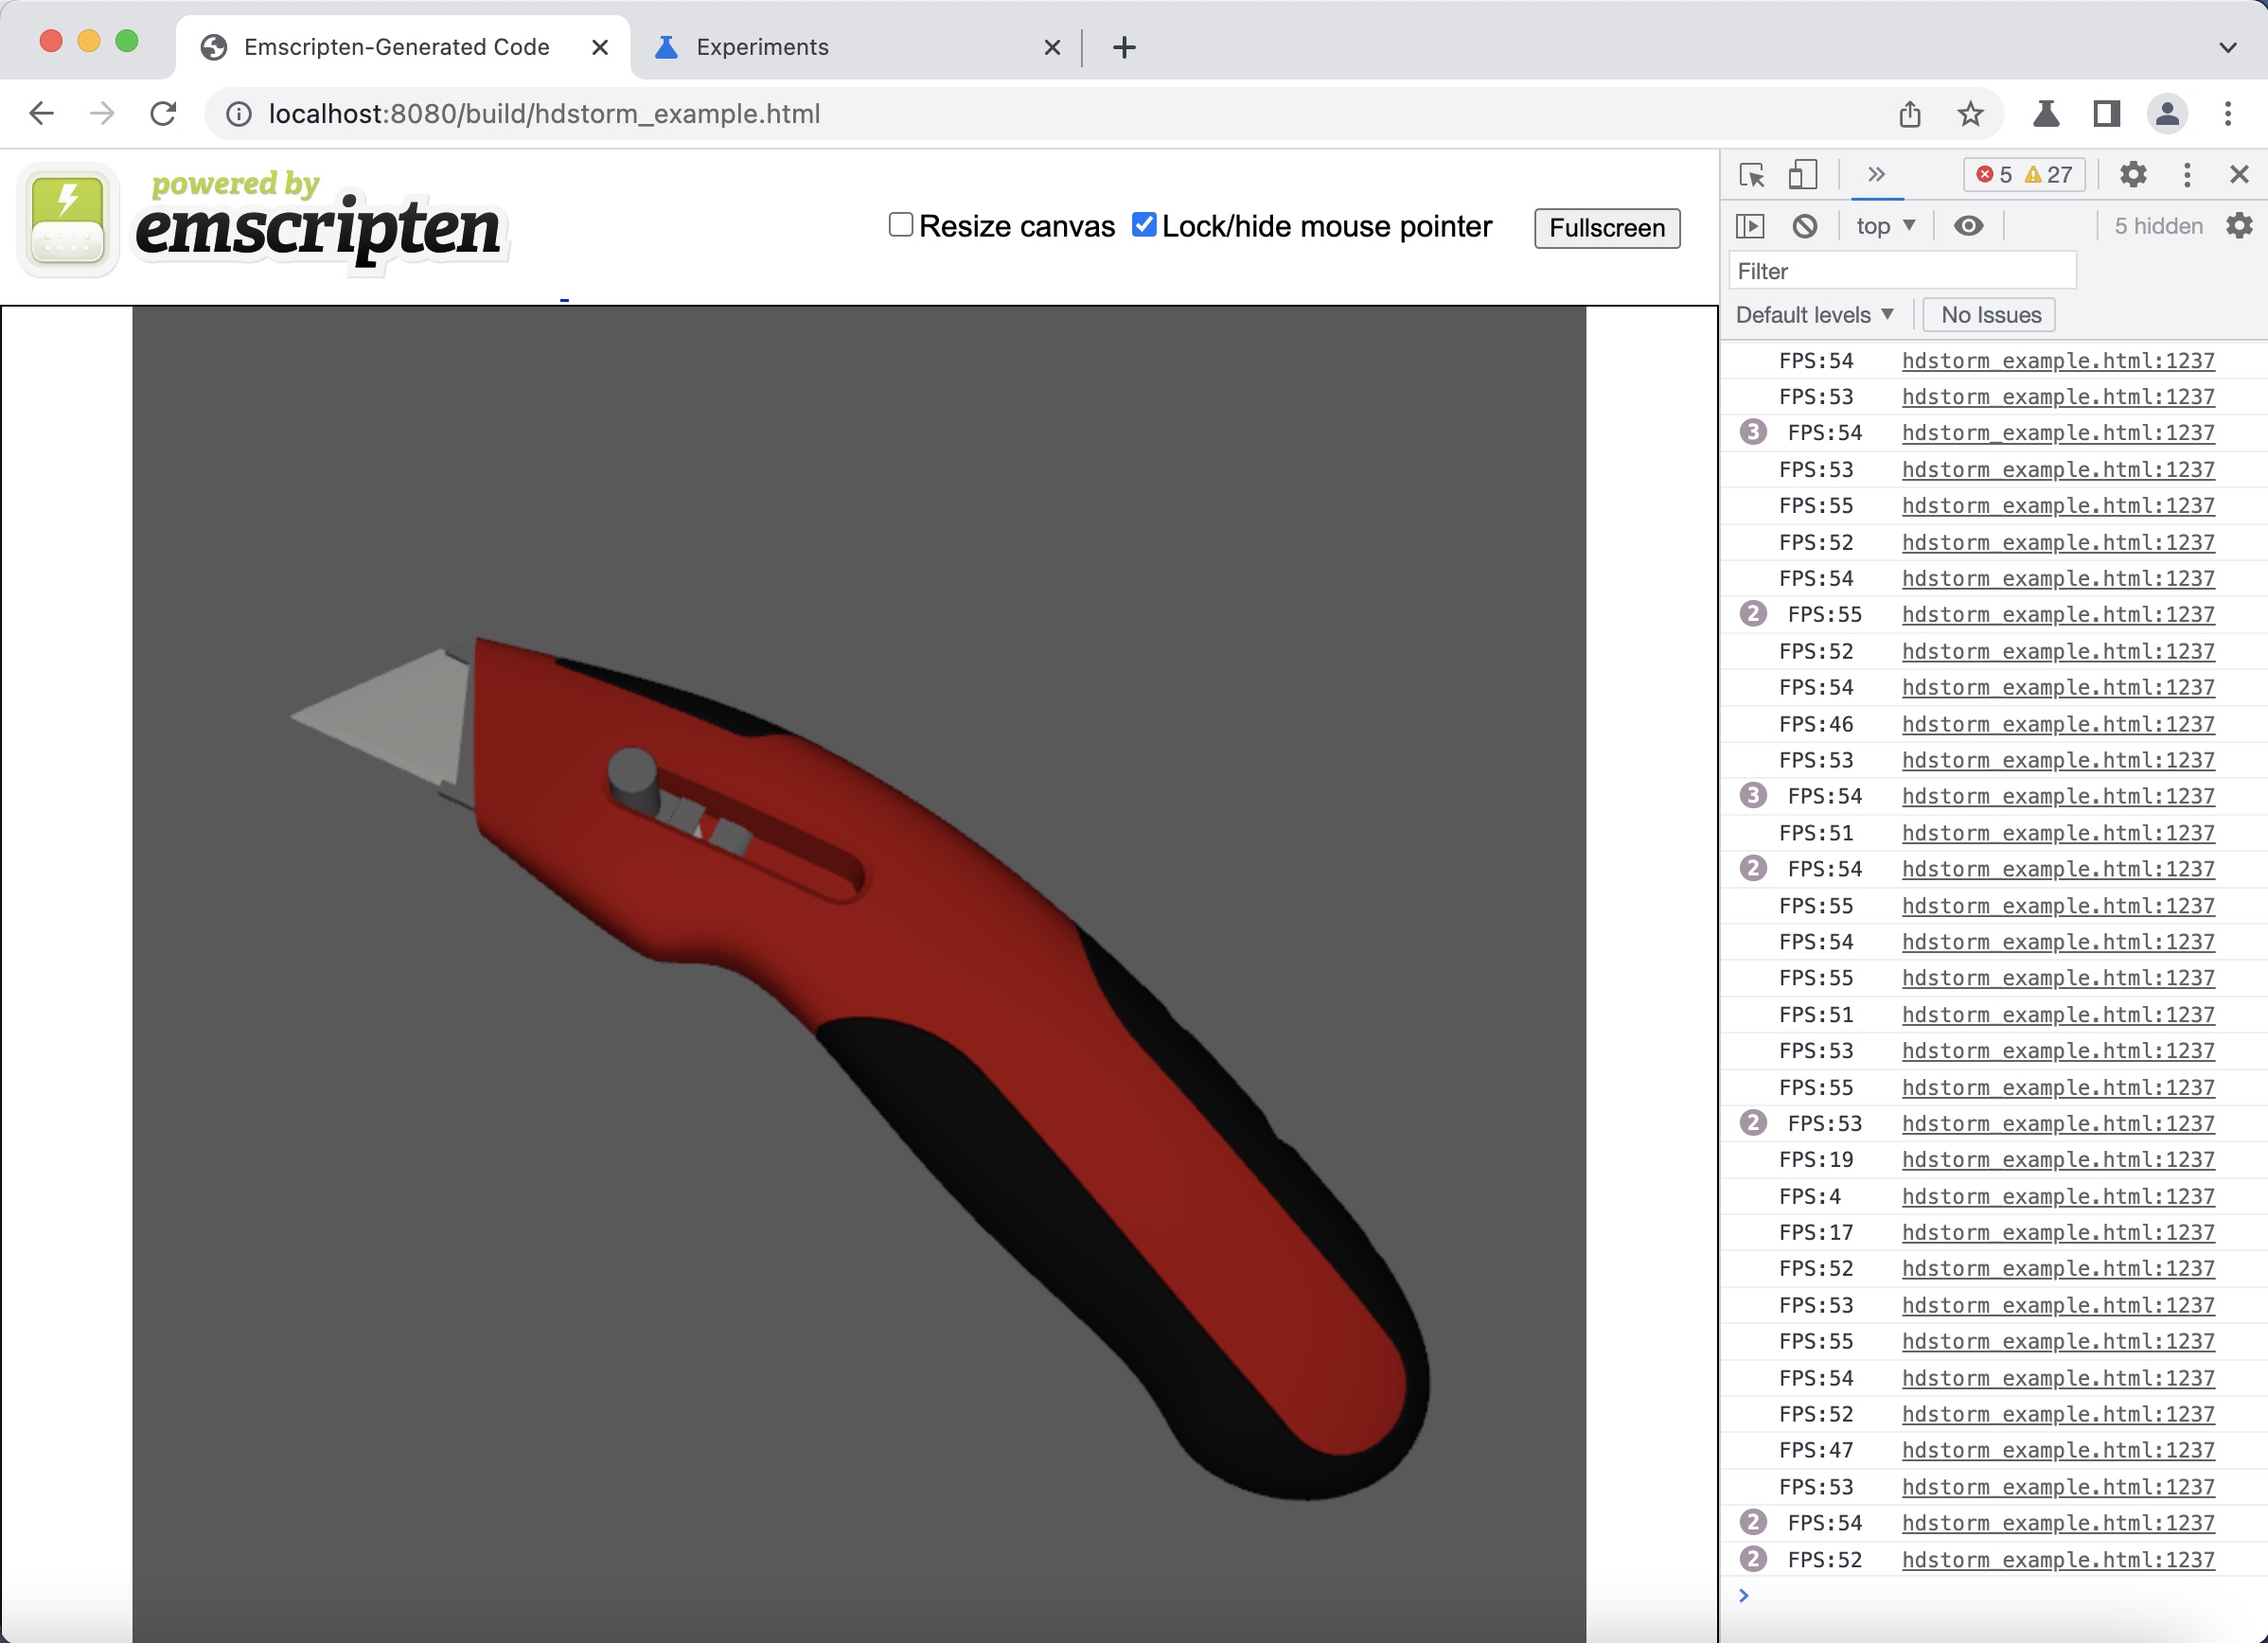 Emscripten-Generated Code
Experiments
localhost:8080/build/hdstorm_example.html
powered by
emscripten
Resize canvas
Lock/hide mouse pointer
Fullscreen
5 27
top
5 hidden
Filter
Default levels
No Issues
FPS:54 hdstorm_example.html:1237
FPS:53 hdstorm_example.html:1237
3 FPS:54 hdstorm_example.html:1237
FPS:53 hdstorm_example.html:1237
FPS:55 hdstorm_example.html:1237
FPS:52 hdstorm_example.html:1237
FPS:54 hdstorm_example.html:1237
2 FPS:55 hdstorm_example.html:1237
FPS:52 hdstorm_example.html:1237
FPS:54 hdstorm_example.html:1237
FPS:46 hdstorm_example.html:1237
FPS:53 hdstorm_example.html:1237
3 FPS:54 hdstorm_example.html:1237
FPS:51 hdstorm_example.html:1237
2 FPS:54 hdstorm_example.html:1237
FPS:55 hdstorm_example.html:1237
FPS:54 hdstorm_example.html:1237
FPS:55 hdstorm_example.html:1237
FPS:51 hdstorm_example.html:1237
FPS:53 hdstorm_example.html:1237
FPS:55 hdstorm_example.html:1237
2 FPS:53 hdstorm_example.html:1237
FPS:19 hdstorm_example.html:1237
FPS:4 hdstorm_example.html:1237
FPS:17 hdstorm_example.html:1237
FPS:52 hdstorm_example.html:1237
FPS:53 hdstorm_example.html:1237
FPS:55 hdstorm_example.html:1237
FPS:54 hdstorm_example.html:1237
FPS:52 hdstorm_example.html:1237
FPS:47 hdstorm_example.html:1237
FPS:53 hdstorm_example.html:1237
2 FPS:54 hdstorm_example.html:1237
2 FPS:52 hdstorm_example.html:1237